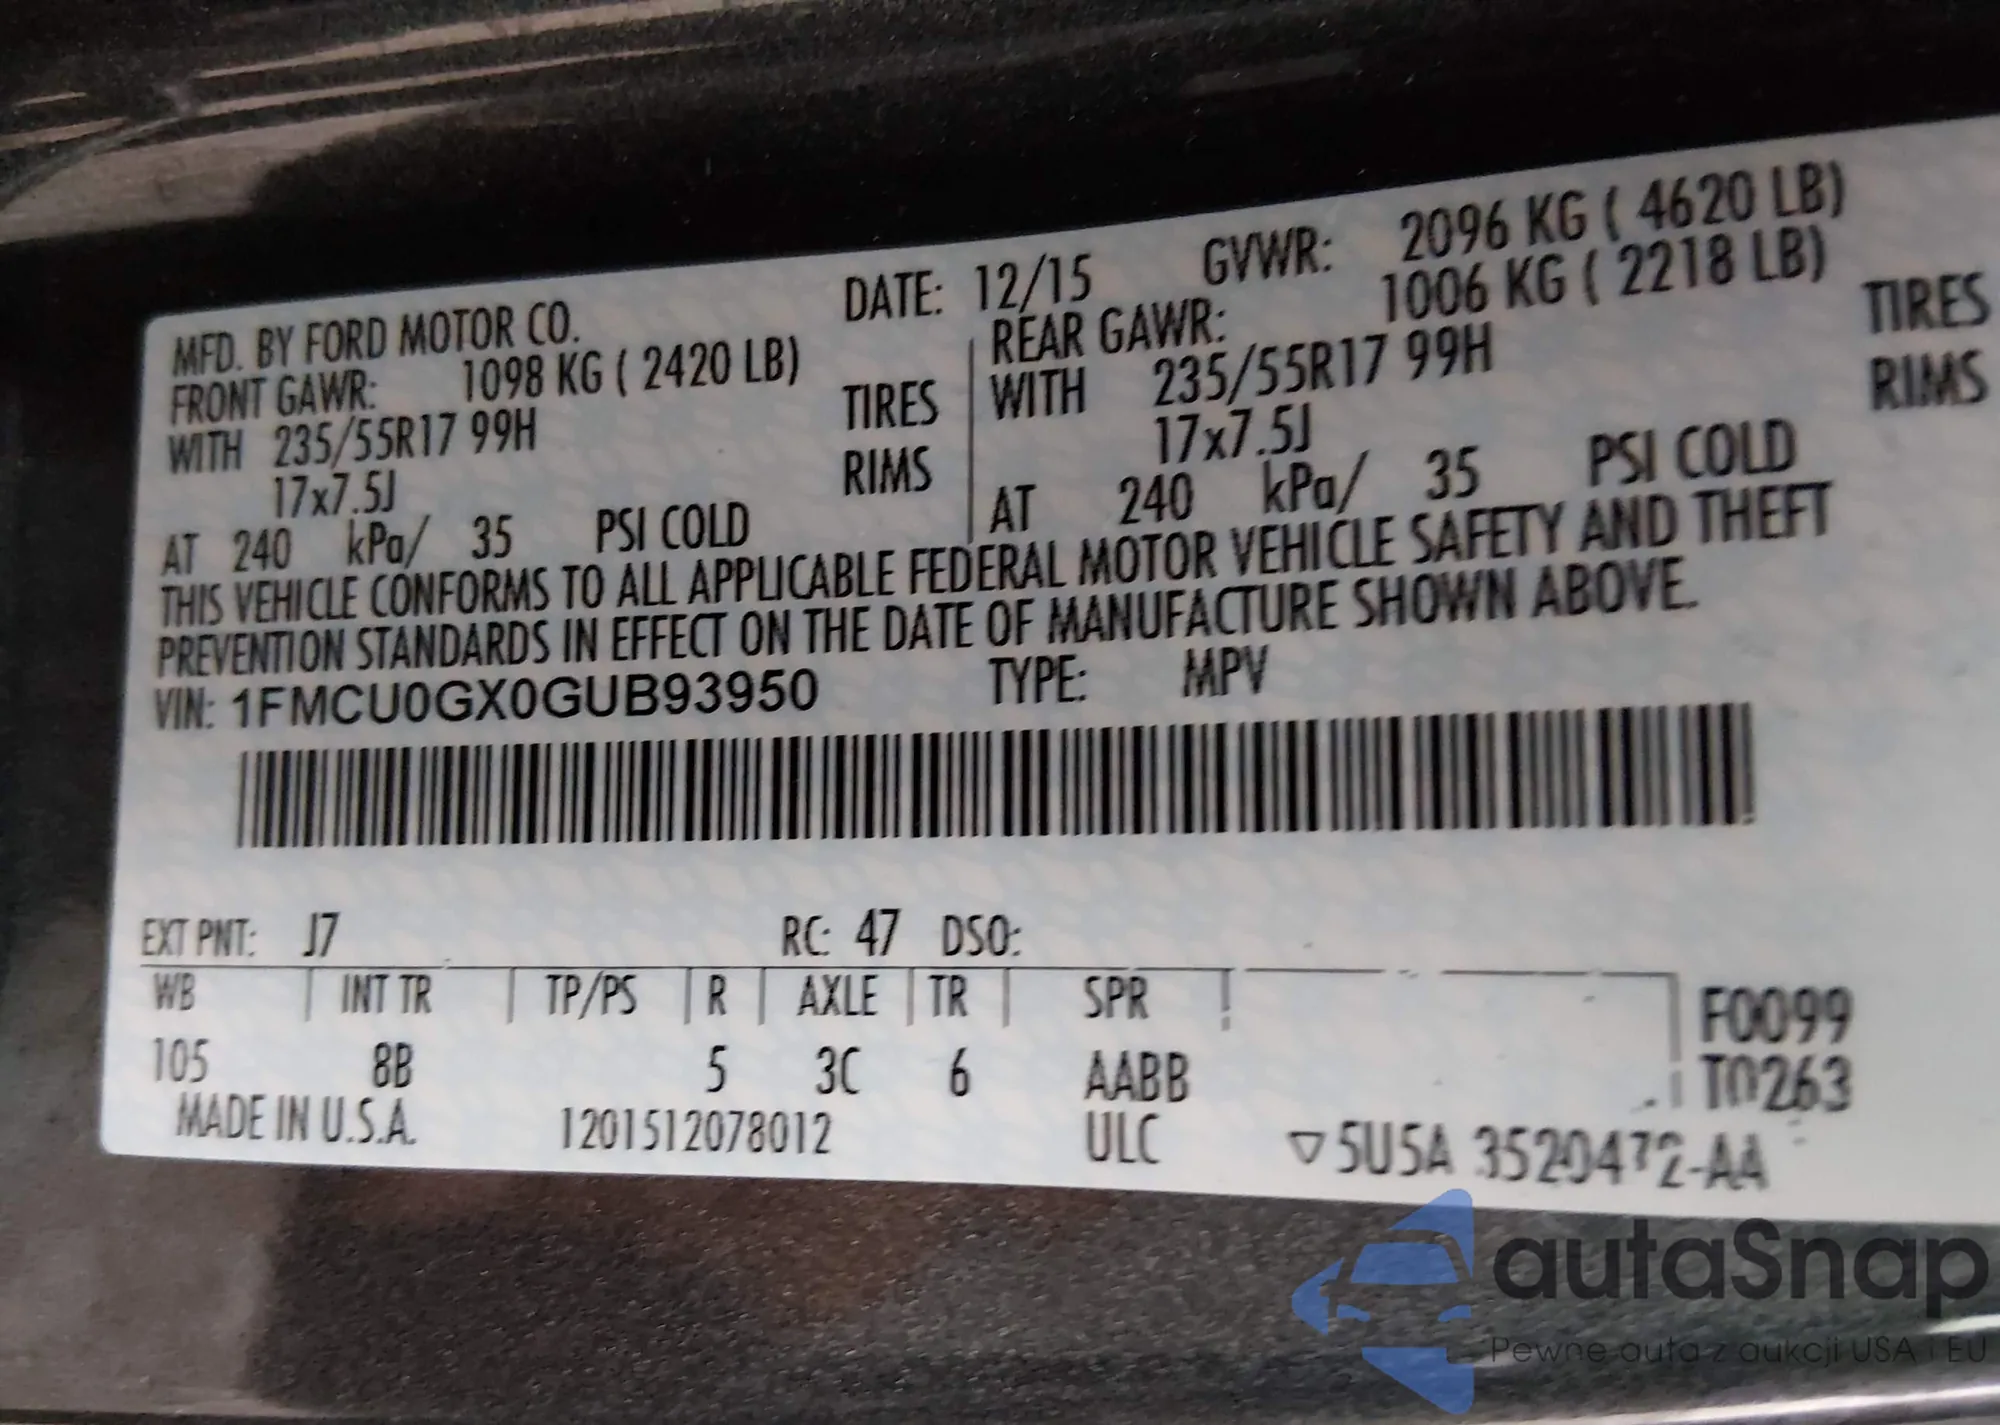 MFD. BY FORD MOTOR CO. DATE: 12/15 GVWR: 2096 KG ( 4620 LB)
FRONT GAWR: 1098 KG ( 2420 LB) REAR GAWR: 1006 KG ( 2218 LB)
WITH 235/55R17 99H TIRES WITH 235/55R17 99H TIRES
17x7.5J RIMS 17x7.5J RIMS
AT 240 kPa/ 35 PSI COLD AT 240 kPa/ 35 PSI COLD
THIS VEHICLE CONFORMS TO ALL APPLICABLE FEDERAL MOTOR VEHICLE SAFETY AND THEFT
PREVENTION STANDARDS IN EFFECT ON THE DATE OF MANUFACTURE SHOWN ABOVE.
VIN: 1FMCU0GX0GUB93950 TYPE: MPV
EXT PNT: J7 RC: 47 DSO:
WB INT TR TP/PS R AXLE TR SPR F0099
105 8B 5 3C 6 AABB T0263
MADE IN U.S.A. 1201512078012 ULC ▽5U5A 3520472-AA
autaSnap
Pewne auta z aukcji USA i EU